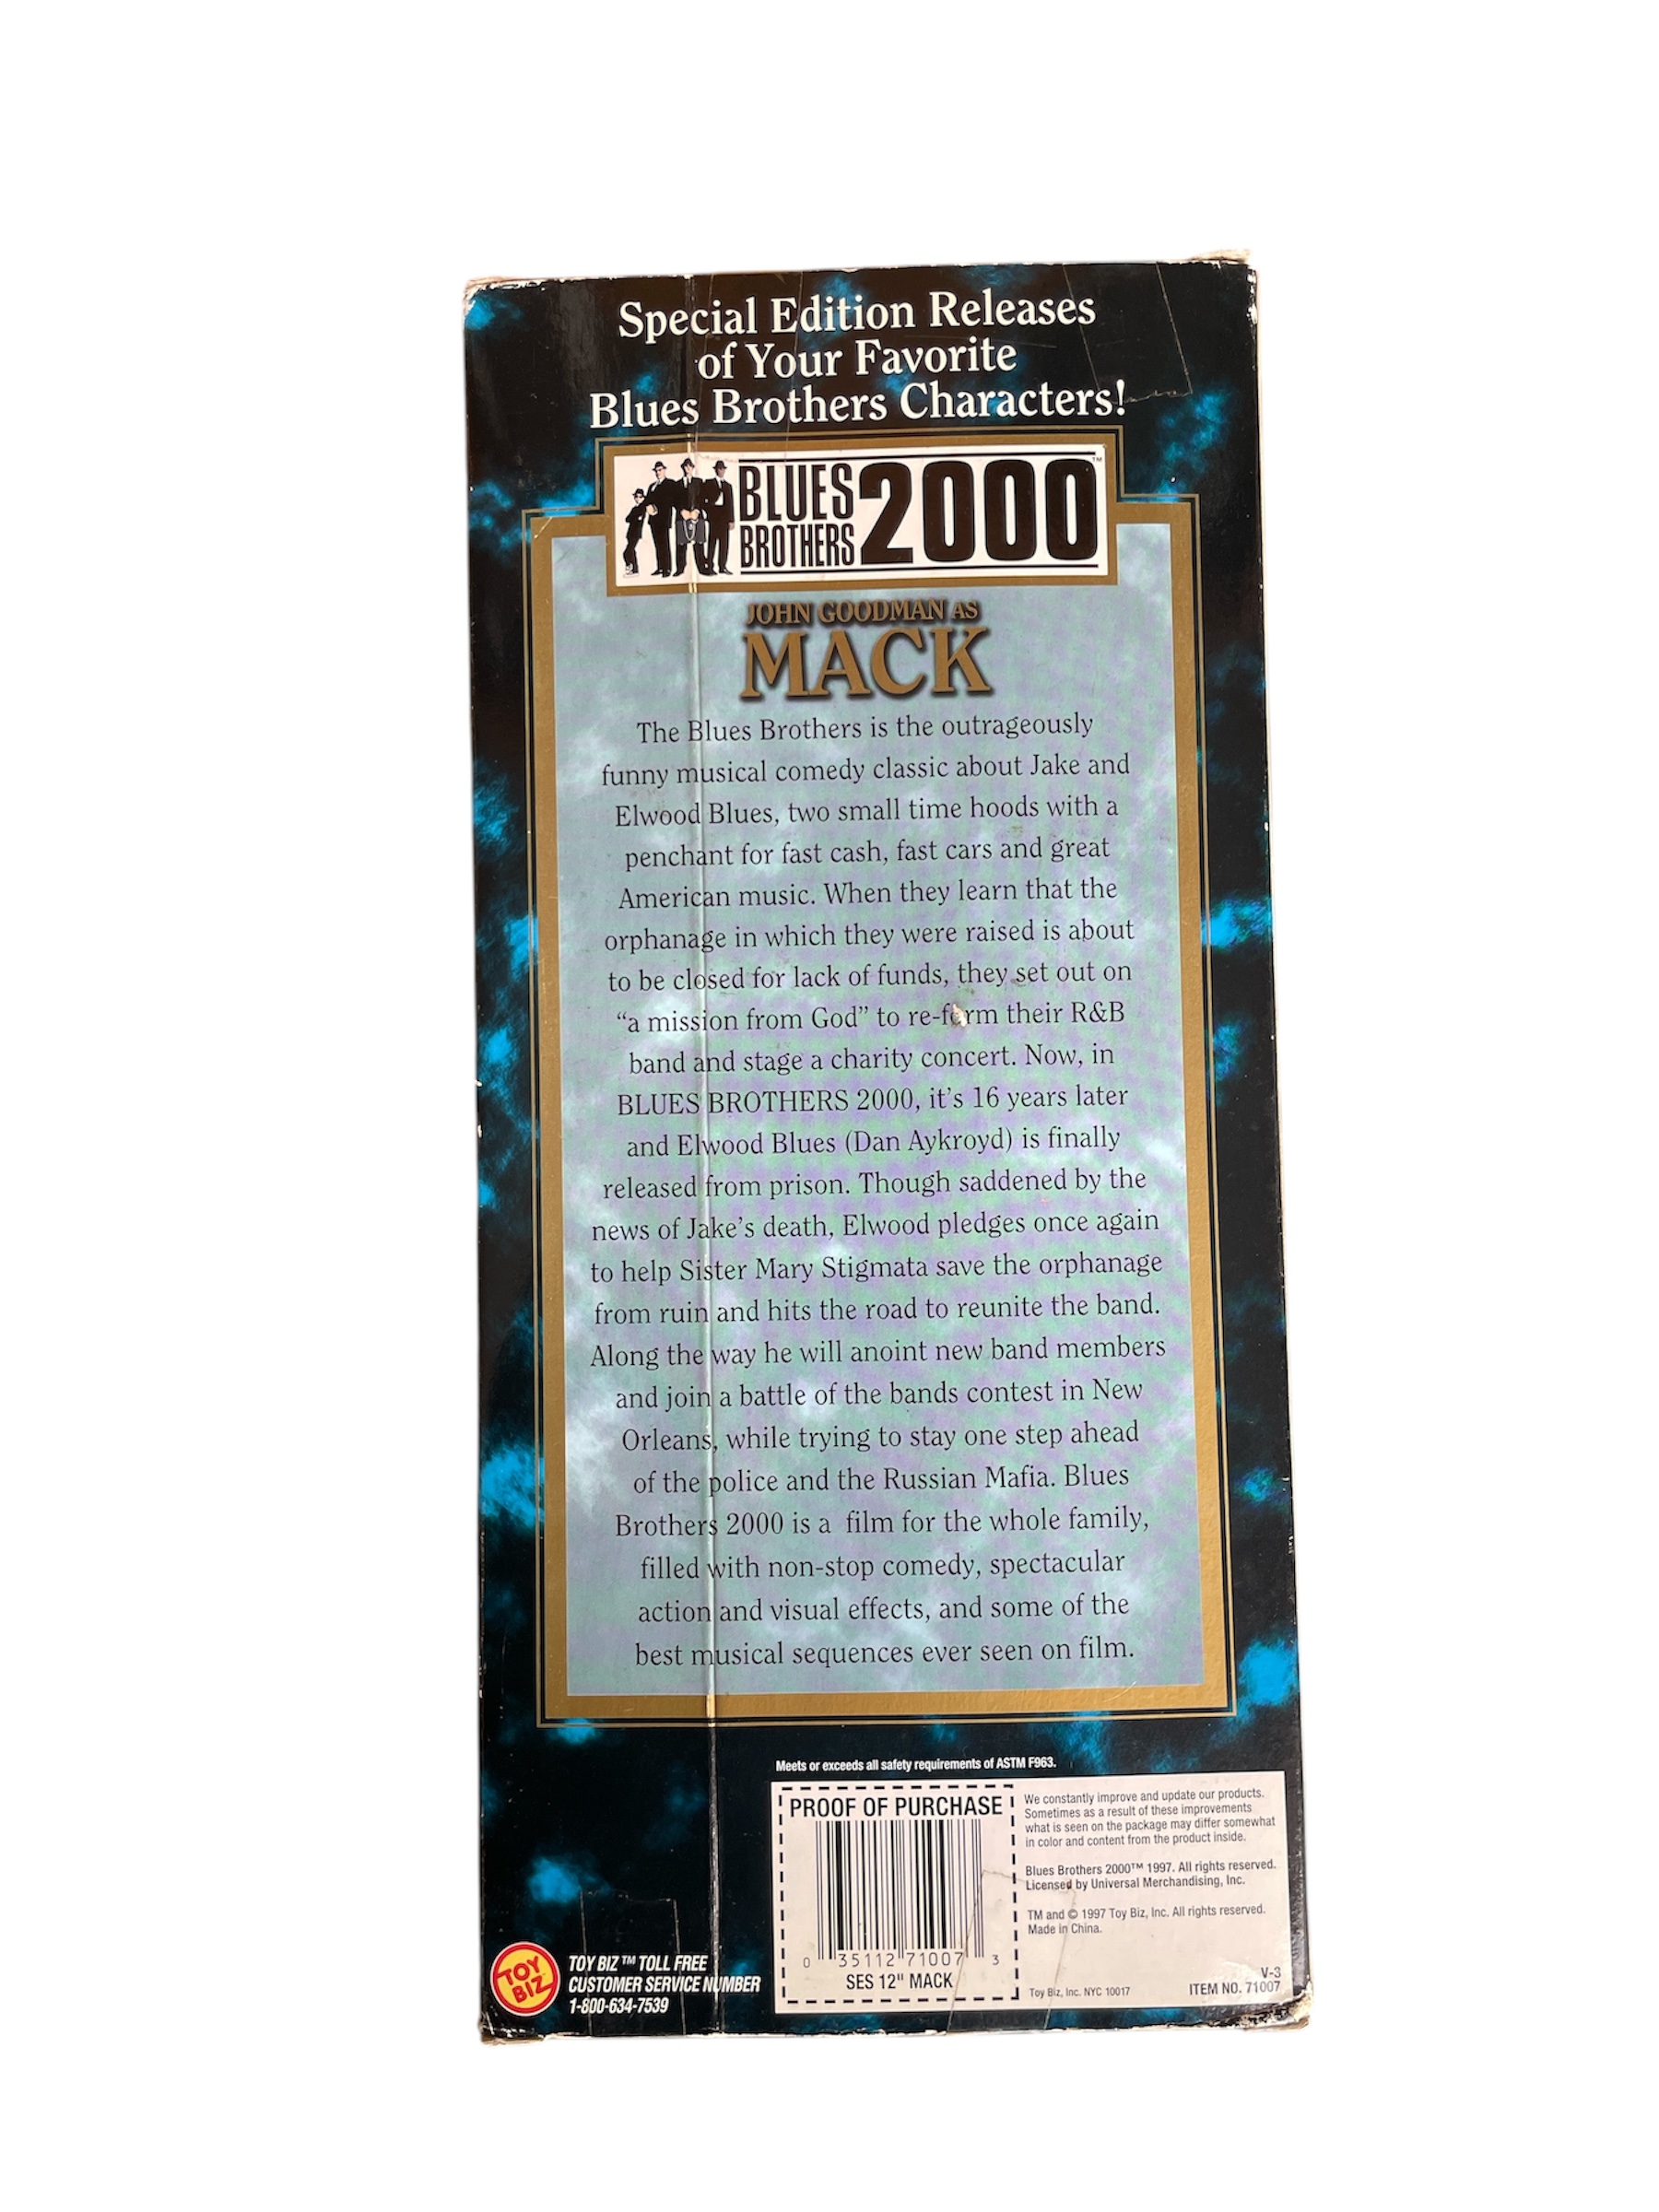 Special Edition Releases
of Your Favorite
Blues Brothers Characters!
BLUES
BROTHERS
2000™
JOHN GOODMAN AS
MACK
The Blues Brothers is the outrageously
funny musical comedy classic about Jake and
Elwood Blues, two small time hoods with a
penchant for fast cash, fast cars and great
American music. When they learn that the
orphanage in which they were raised is about
to be closed for lack of funds, they set out on
“a mission from God” to re-form their R&B
band and stage a charity concert. Now, in
BLUES BROTHERS 2000, it’s 16 years later
and Elwood Blues (Dan Aykroyd) is finally
released from prison. Though saddened by the
news of Jake’s death, Elwood pledges once again
to help Sister Mary Stigmata save the orphanage
from ruin and hits the road to reunite the band.
Along the way he will anoint new band members
and join a battle of the bands contest in New
Orleans, while trying to stay one step ahead
of the police and the Russian Mafia. Blues
Brothers 2000 is a film for the whole family,
filled with non-stop comedy, spectacular
action and visual effects, and some of the
best musical sequences ever seen on film.
Meets or exceeds all safety requirements of ASTM F963.
PROOF OF PURCHASE
0 35112 71007 3
SES 12" MACK
We constantly improve and update our products.
Sometimes as a result of these improvements
what is seen on the package may differ somewhat
in color and content from the product inside.
Blues Brothers 2000™ 1997. All rights reserved.
Licensed by Universal Merchandising, Inc.
TM and © 1997 Toy Biz, Inc. All rights reserved.
Made in China.
Toy Biz, Inc. NYC 10017
V-3
ITEM NO. 71007
TOY
BIZ
TOY BIZ™ TOLL FREE
CUSTOMER SERVICE NUMBER
1-800-634-7539